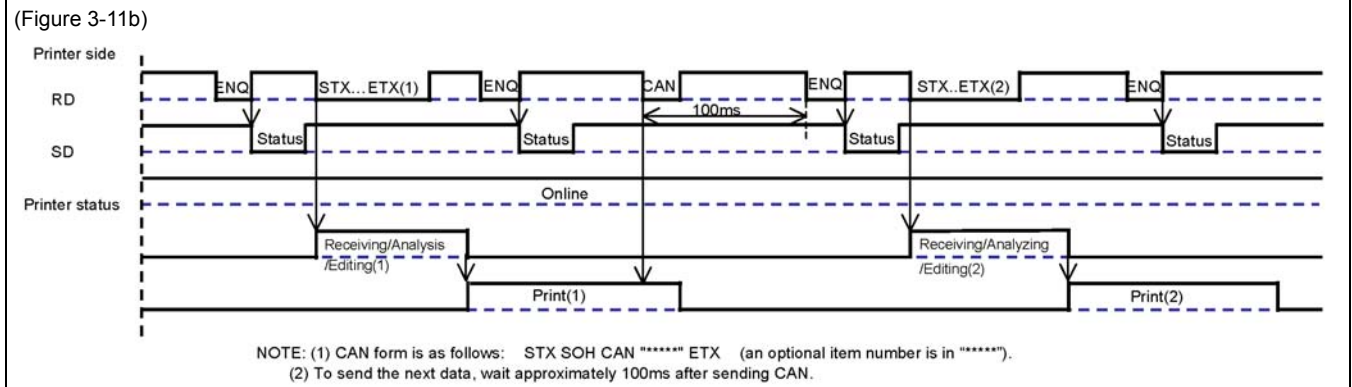 (Figure 3-11b)
Printer side
RD
ENQ STX...ETX(1) ENQ CAN ENQ STX..ETX(2) ENQ
100ms
SD
Status Status Status Status
Printer status
Online
Receiving/Analysis
/Editing(1)
Receiving/Analyzing
/Editing(2)
Print(1) Print(2)
NOTE: (1) CAN form is as follows: STX SOH CAN "*****" ETX (an optional item number is in "*****").
(2) To send the next data, wait approximately 100ms after sending CAN.